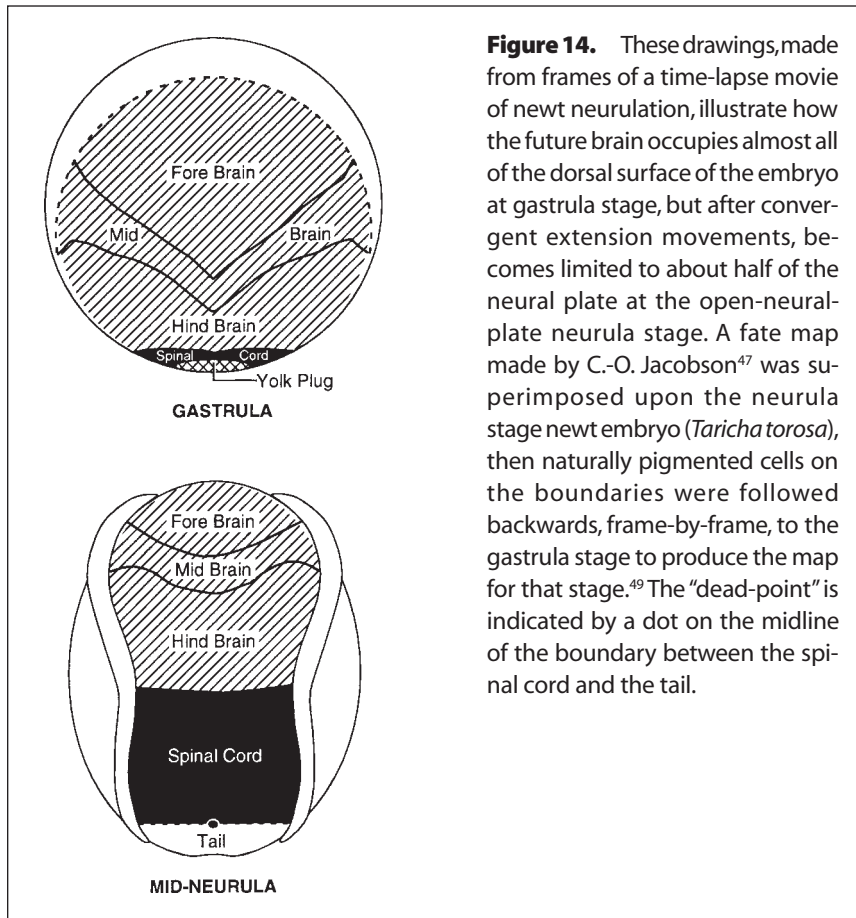 Fore Brain
Mid Brain
Hind Brain
Spinal Cord
Yolk Plug
GASTRULA
Fore Brain
Mid Brain
Hind Brain
Spinal Cord
Tail
MID-NEURULA
Figure 14. These drawings, made
from frames of a time-lapse movie
of newt neurulation, illustrate how
the future brain occupies almost all
of the dorsal surface of the embryo
at gastrula stage, but after conver-
gent extension movements, be-
comes limited to about half of the
neural plate at the open-neural-
plate neurula stage. A fate map
made by C.-O. Jacobson47 was su-
perimposed upon the neurula
stage newt embryo (Taricha torosa),
then naturally pigmented cells on
the boundaries were followed
backwards, frame-by-frame, to the
gastrula stage to produce the map
for that stage.49 The “dead-point” is
indicated by a dot on the midline
of the boundary between the spi-
nal cord and the tail.